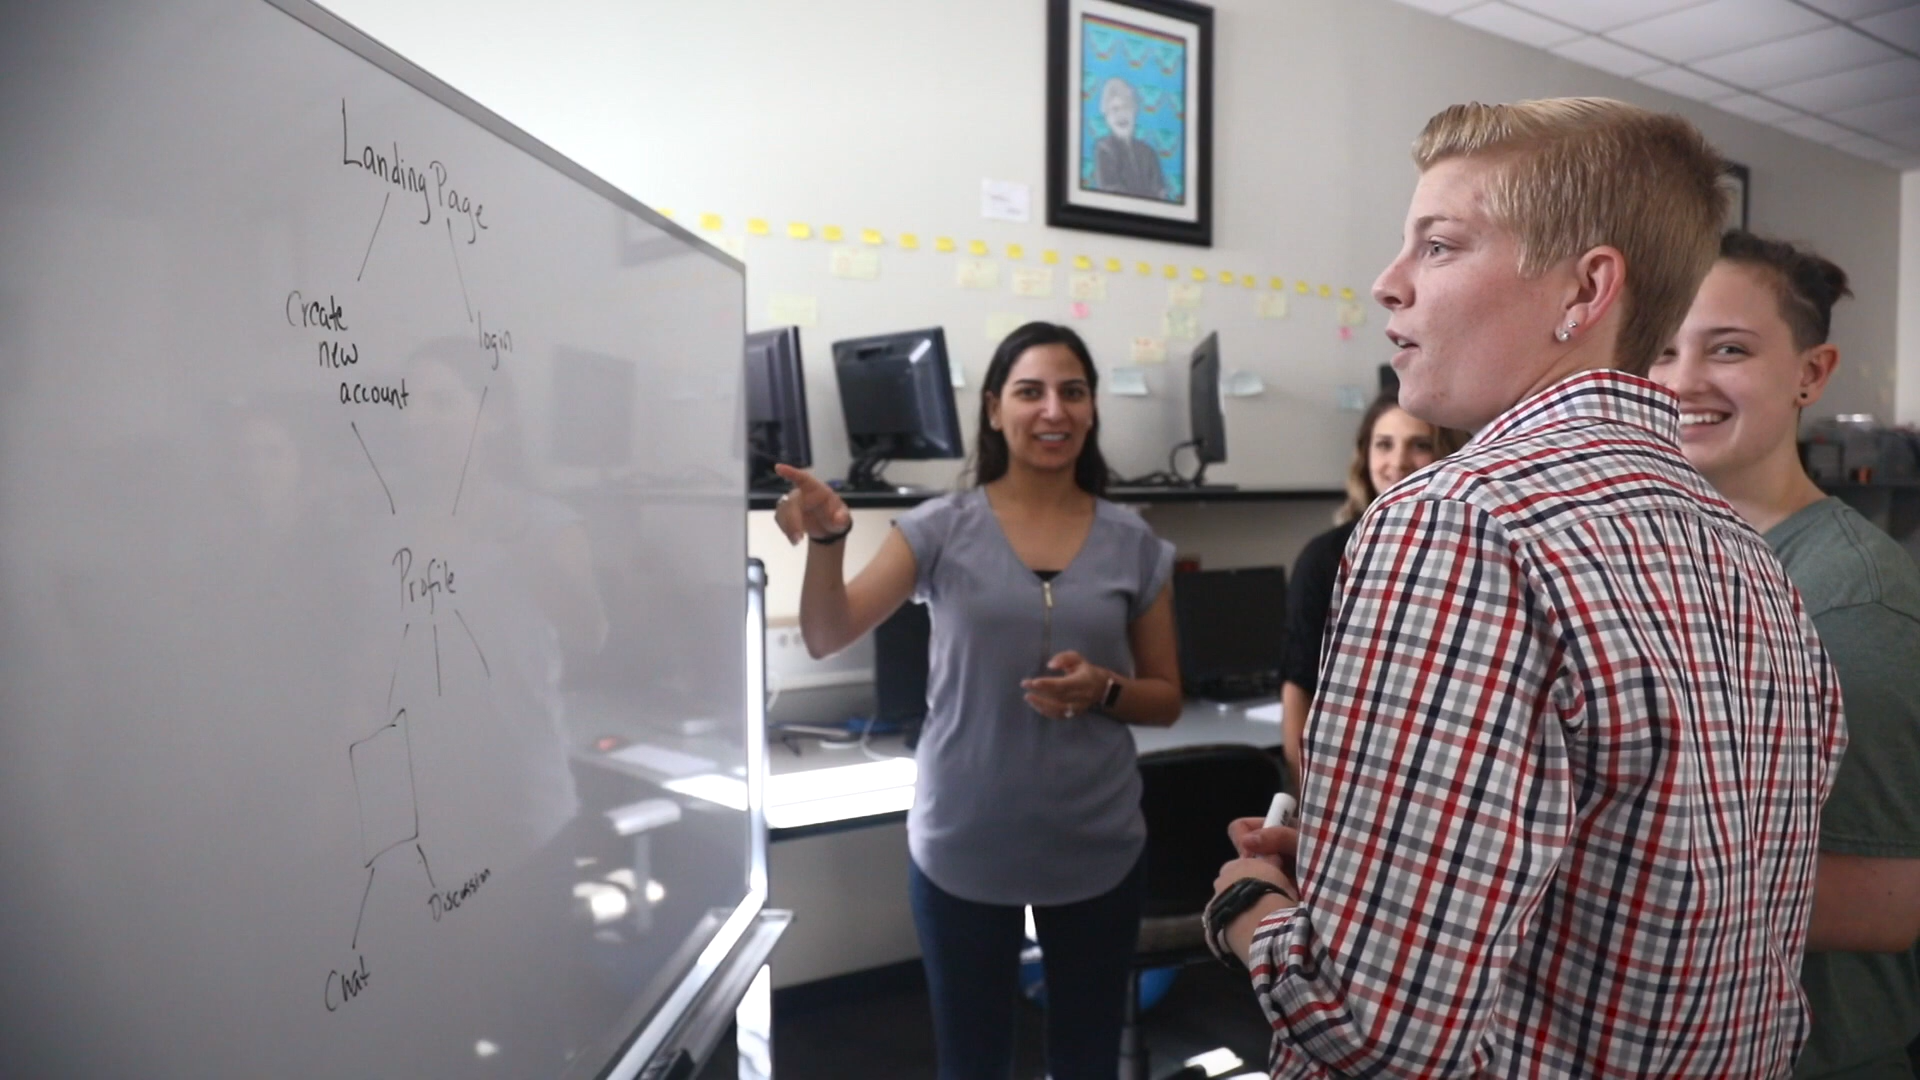 Landing Page
Create
new
account
login
Profile
Discussion
Chat